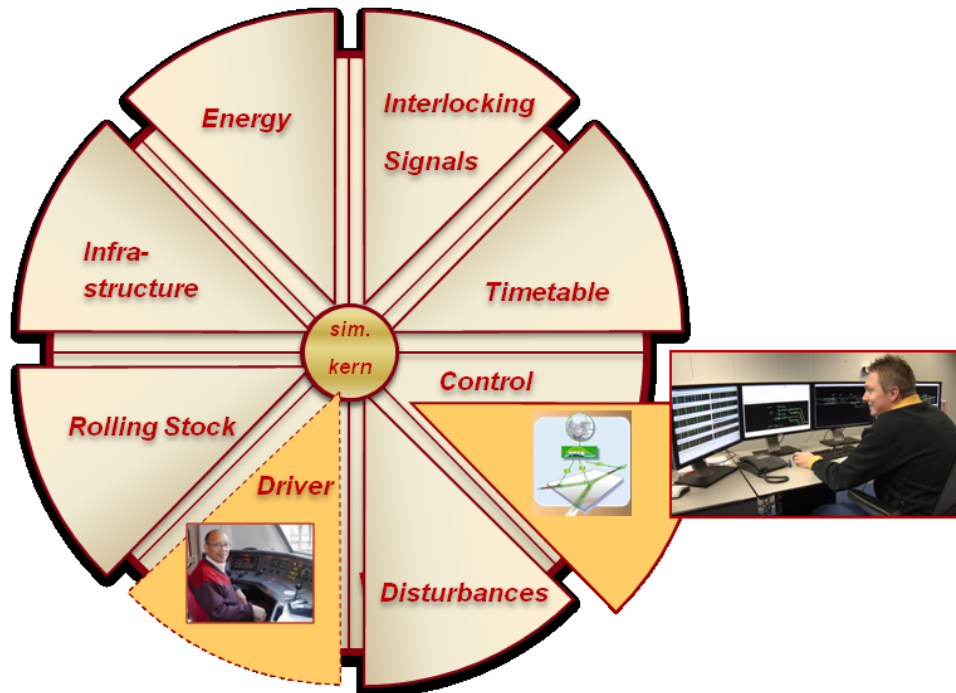 Energy
Interlocking
Signals
Infra-
structure
Timetable
sim.
kern
Control
Rolling Stock
Driver
Disturbances